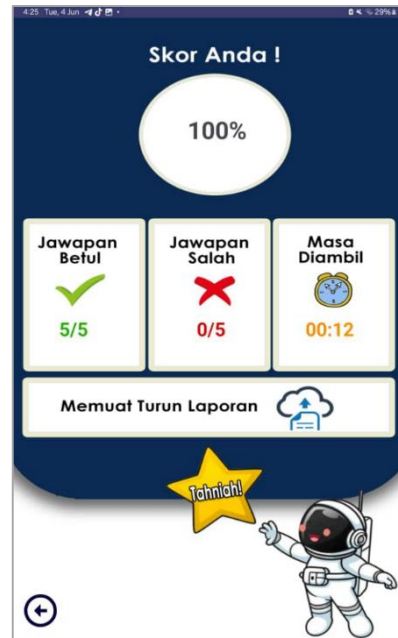 4:25 Tue, 4 Jun
29%
Skor Anda !
100%
Jawapan
Betul
5/5
Jawapan
Salah
0/5
Masa
Diambil
00:12
Memuat Turun Laporan
Tahniah!